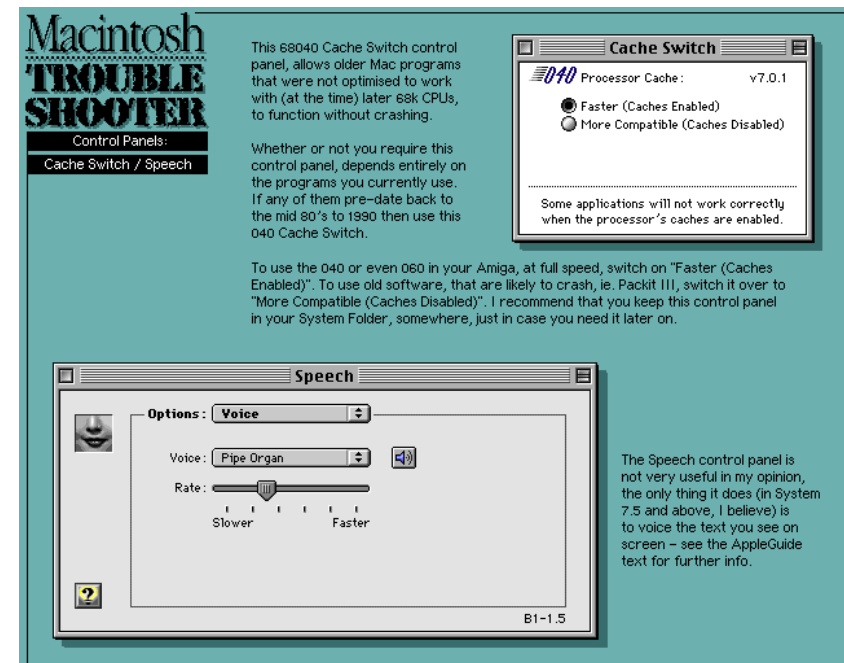 Macintosh
TROUBLE
SHOOTER
Control Panels:
Cache Switch / Speech
This 68040 Cache Switch control
panel, allows older Mac programs
that were not optimised to work
with (at the time) later 68k CPUs,
to function without crashing.
Whether or not you require this
control panel, depends entirely on
the programs you currently use.
If any of them pre-date back to
the mid 80's to 1990 then use this
040 Cache Switch.
Cache Switch
040 Processor Cache: v7.0.1
Faster (Caches Enabled)
More Compatible (Caches Disabled)
Some applications will not work correctly
when the processor's caches are enabled.
To use the 040 or even 060 in your Amiga, at full speed, switch on "Faster (Caches
Enabled)". To use old software, that are likely to crash, ie. Packit III, switch it over to
"More Compatible (Caches Disabled)". I recommend that you keep this control panel
in your System Folder, somewhere, just in case you need it later on.
Speech
Options: Voice
Voice: Pipe Organ
Rate:
Slower Faster
?
B1-1.5
The Speech control panel is
not very useful in my opinion,
the only thing it does (in System
7.5 and above, I believe) is
to voice the text you see on
screen – see the AppleGuide
text for further info.